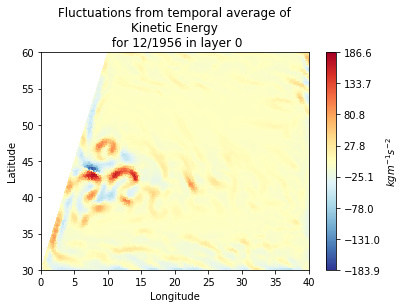 Fluctuations from temporal average of
Kinetic Energy
for 12/1956 in layer 0
60
55
50
45
40
35
30
Latitude
0 5 10 15 20 25 30 35 40
Longitude
186.6
133.7
80.8
27.8
−25.1
−78.0
−131.0
−183.9
kgm⁻¹s⁻²